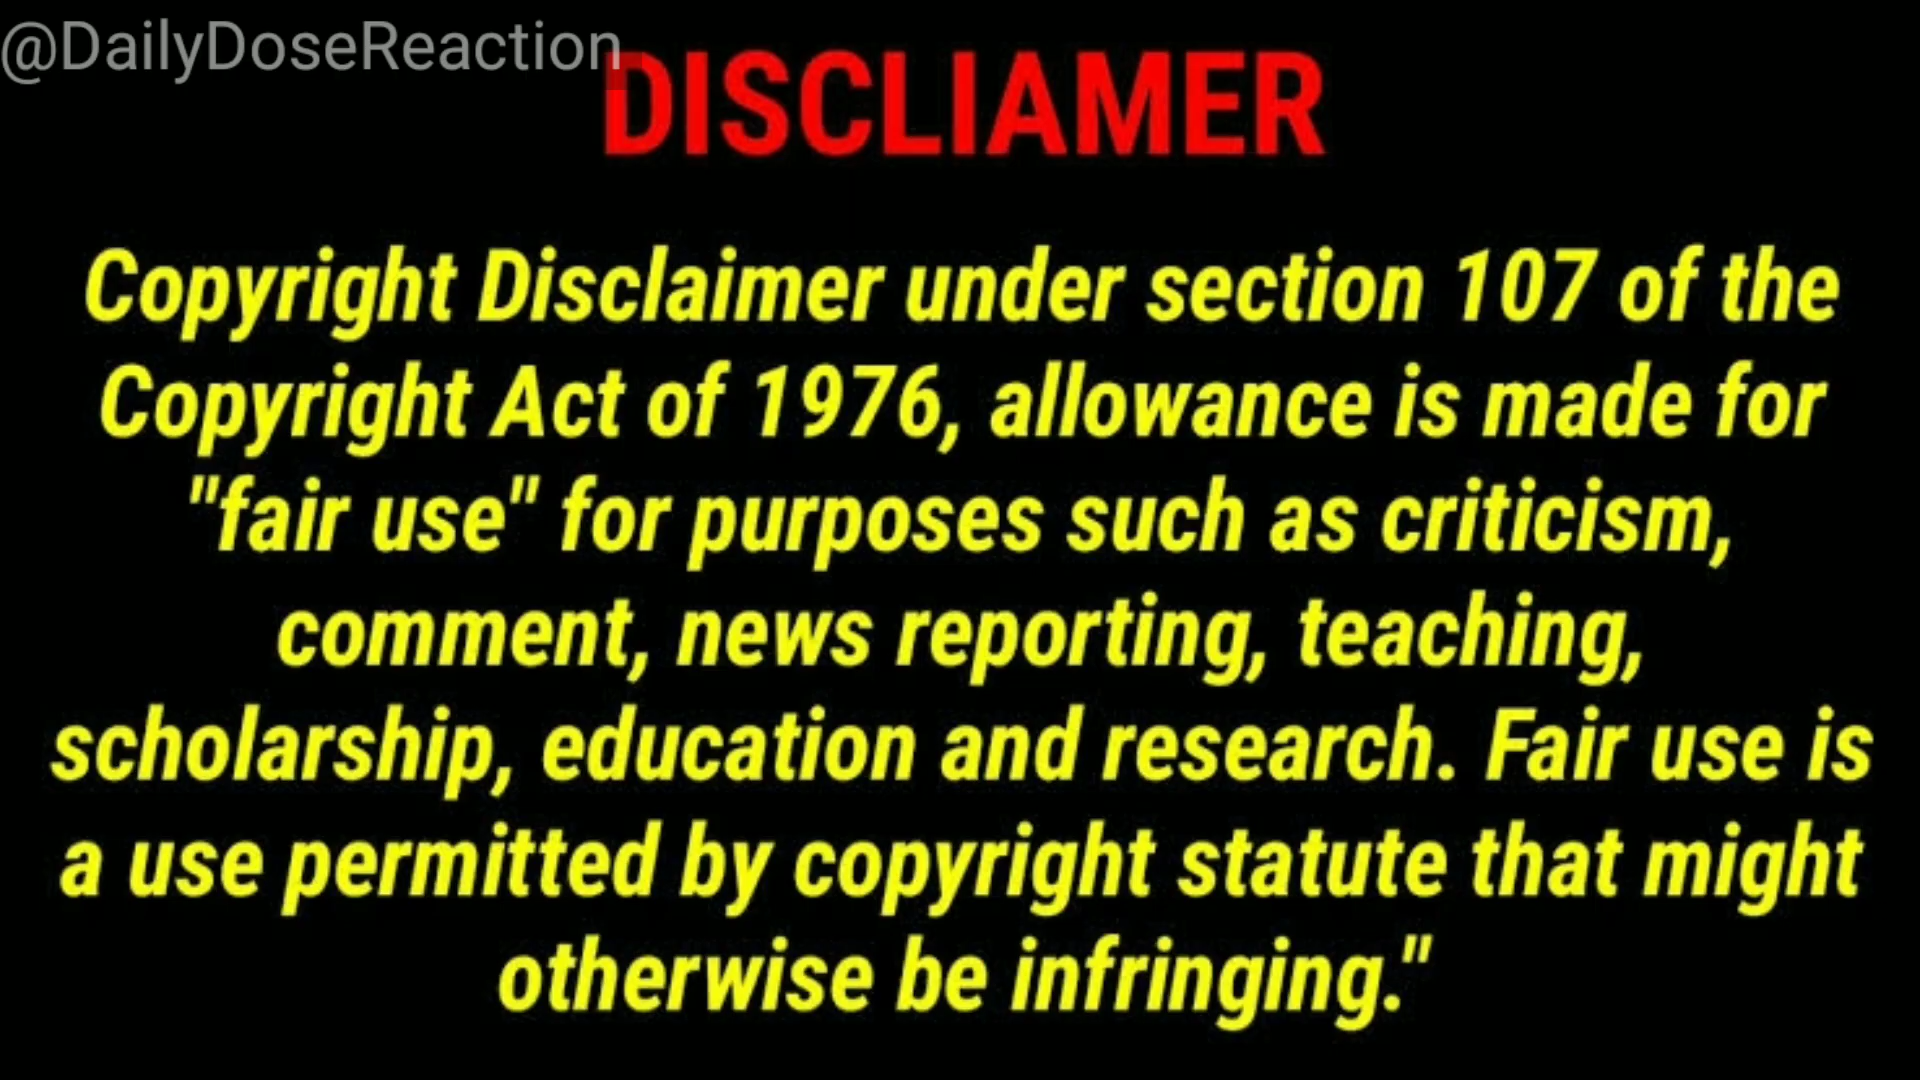 @DailyDoseReaction
DISCLIAMER
Copyright Disclaimer under section 107 of the
Copyright Act of 1976, allowance is made for
"fair use" for purposes such as criticism,
comment, news reporting, teaching,
scholarship, education and research. Fair use is
a use permitted by copyright statute that might
otherwise be infringing."